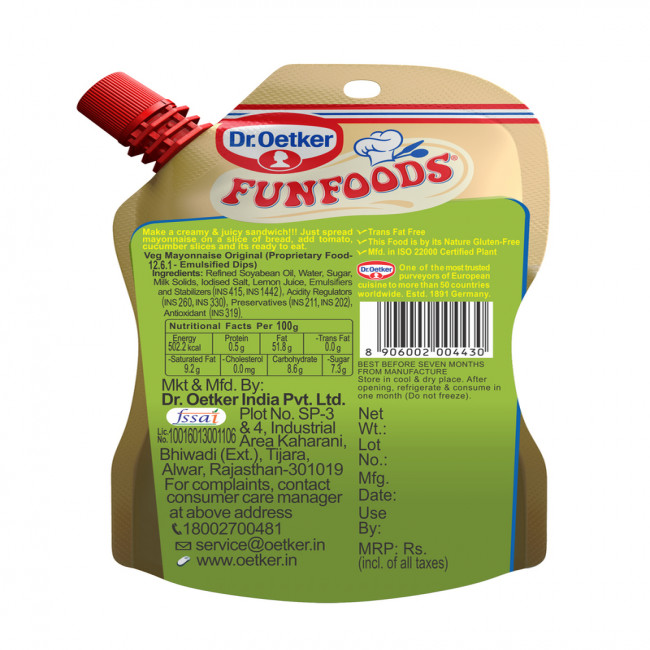 Dr.Oetker
FUNFOODS®
Make a creamy & juicy sandwich!!! Just spread
mayonnaise on a slice of bread, add tomato,
cucumber slices and its ready to eat.
Veg Mayonnaise Original (Proprietary Food-
12.6.1- Emulsified Dips)
Ingredients: Refined Soyabean Oil, Water, Sugar,
Milk Solids, Iodised Salt, Lemon Juice, Emulsifiers
and Stabilizers (INS 415, INS 1442), Acidity Regulators
(INS 260, INS 330), Preservatives (INS 211, INS 202),
Antioxidant (INS 319).
Nutritional Facts Per 100g
Energy Protein Fat -Trans Fat
502.2 kcal 0.5 g 51.8 g 0.0 g
-Saturated Fat -Cholesterol Carbohydrate -Sugar
9.2 g 0.0 mg 8.6 g 7.3 g
Mkt & Mfd. By:
Dr. Oetker India Pvt. Ltd.
fssai
Lic. No. 10016013001106
Plot No. SP-3
& 4, Industrial
Area Kaharani,
Bhiwadi (Ext.), Tijara,
Alwar, Rajasthan-301019
For complaints, contact
consumer care manager
at above address
18002700481
service@oetker.in
www.oetker.in
Trans Fat Free
This Food is by its Nature Gluten-Free
Mfd. in ISO 22000 Certified Plant
Dr.Oetker
One of the most trusted
purveyors of European
cuisine to more than 50 countries
worldwide. Estd. 1891 Germany.
8 906002 004430
BEST BEFORE SEVEN MONTHS
FROM MANUFACTURE
Store in cool & dry place. After
opening, refrigerate & consume in
one month (Do not freeze).
Net
Wt.:
Lot
No.:
Mfg.
Date:
Use
By:
MRP: Rs.
(incl. of all taxes)